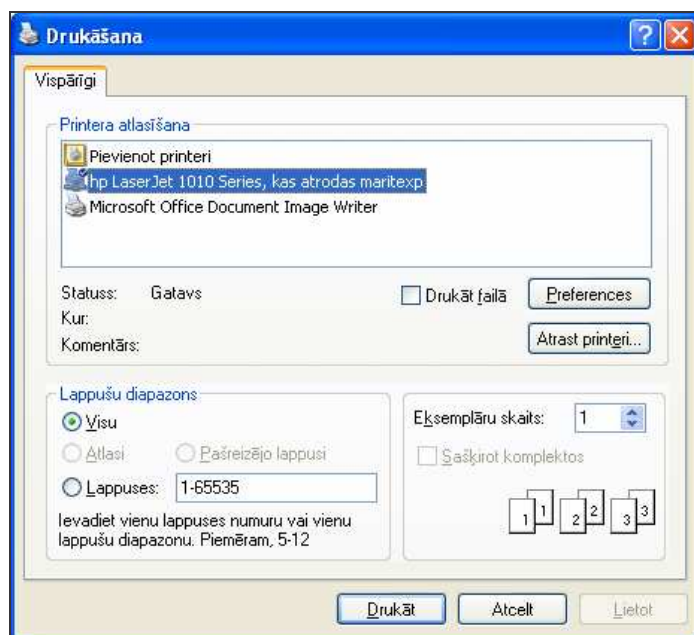 Drukāšana
Vispārīgi
Printera atlasīšana
Pievienot printeri
hp LaserJet 1010 Series, kas atrodas maritexp
Microsoft Office Document Image Writer
Statuss: Gatavs
Kur:
Komentārs:
Drukāt failā
Preferences
Atrast printeri...
Lappušu diapazons
Visu
Atlasi Pašreizējo lappusi
Lappuses: 1-65535
Ievadiet vienu lappuses numuru vai vienu
lappušu diapazonu. Piemēram, 5-12
Eksemplāru skaits: 1
Sašķirot komplektos
1 1 2 2 3 3
Drukāt Atcelt Lietot